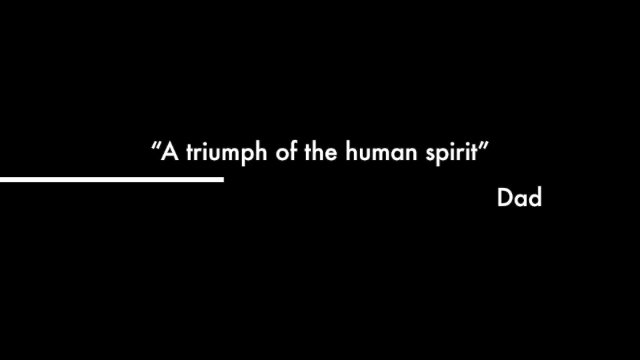 “A triumph of the human spirit”
Dad